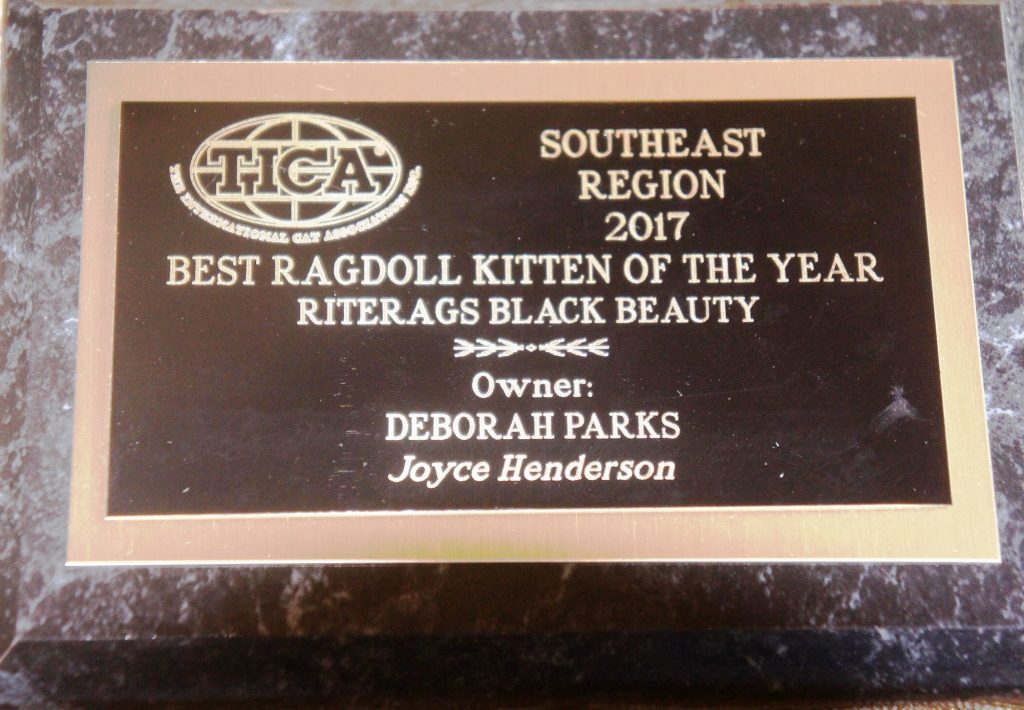 TICA
THE INTERNATIONAL CAT ASSOCIATION INC.
SOUTHEAST
REGION
2017
BEST RAGDOLL KITTEN OF THE YEAR
RITERAGS BLACK BEAUTY
Owner:
DEBORAH PARKS
Joyce Henderson